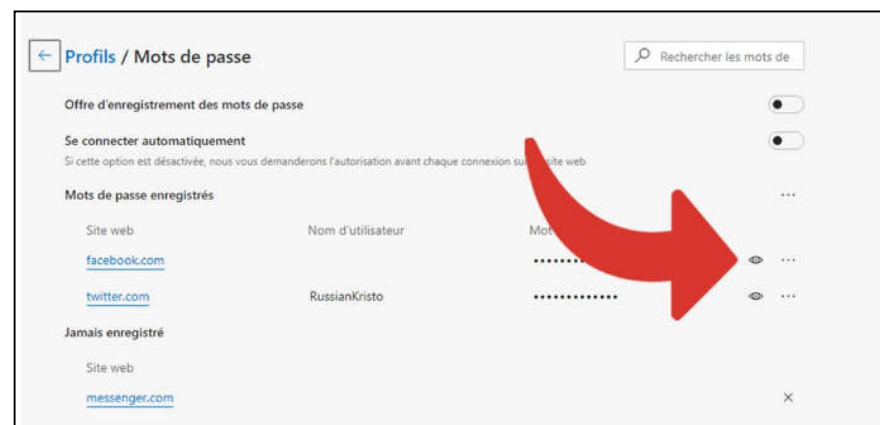 Profils / Mots de passe
Rechercher les mots de
Offre d'enregistrement des mots de passe
Se connecter automatiquement
Si cette option est désactivée, nous vous demanderons l'autorisation avant chaque connexion site web
Mots de passe enregistrés
Site web Nom d'utilisateur Mot
facebook.com
twitter.com RussianKristo
Jamais enregistré
Site web
messenger.com